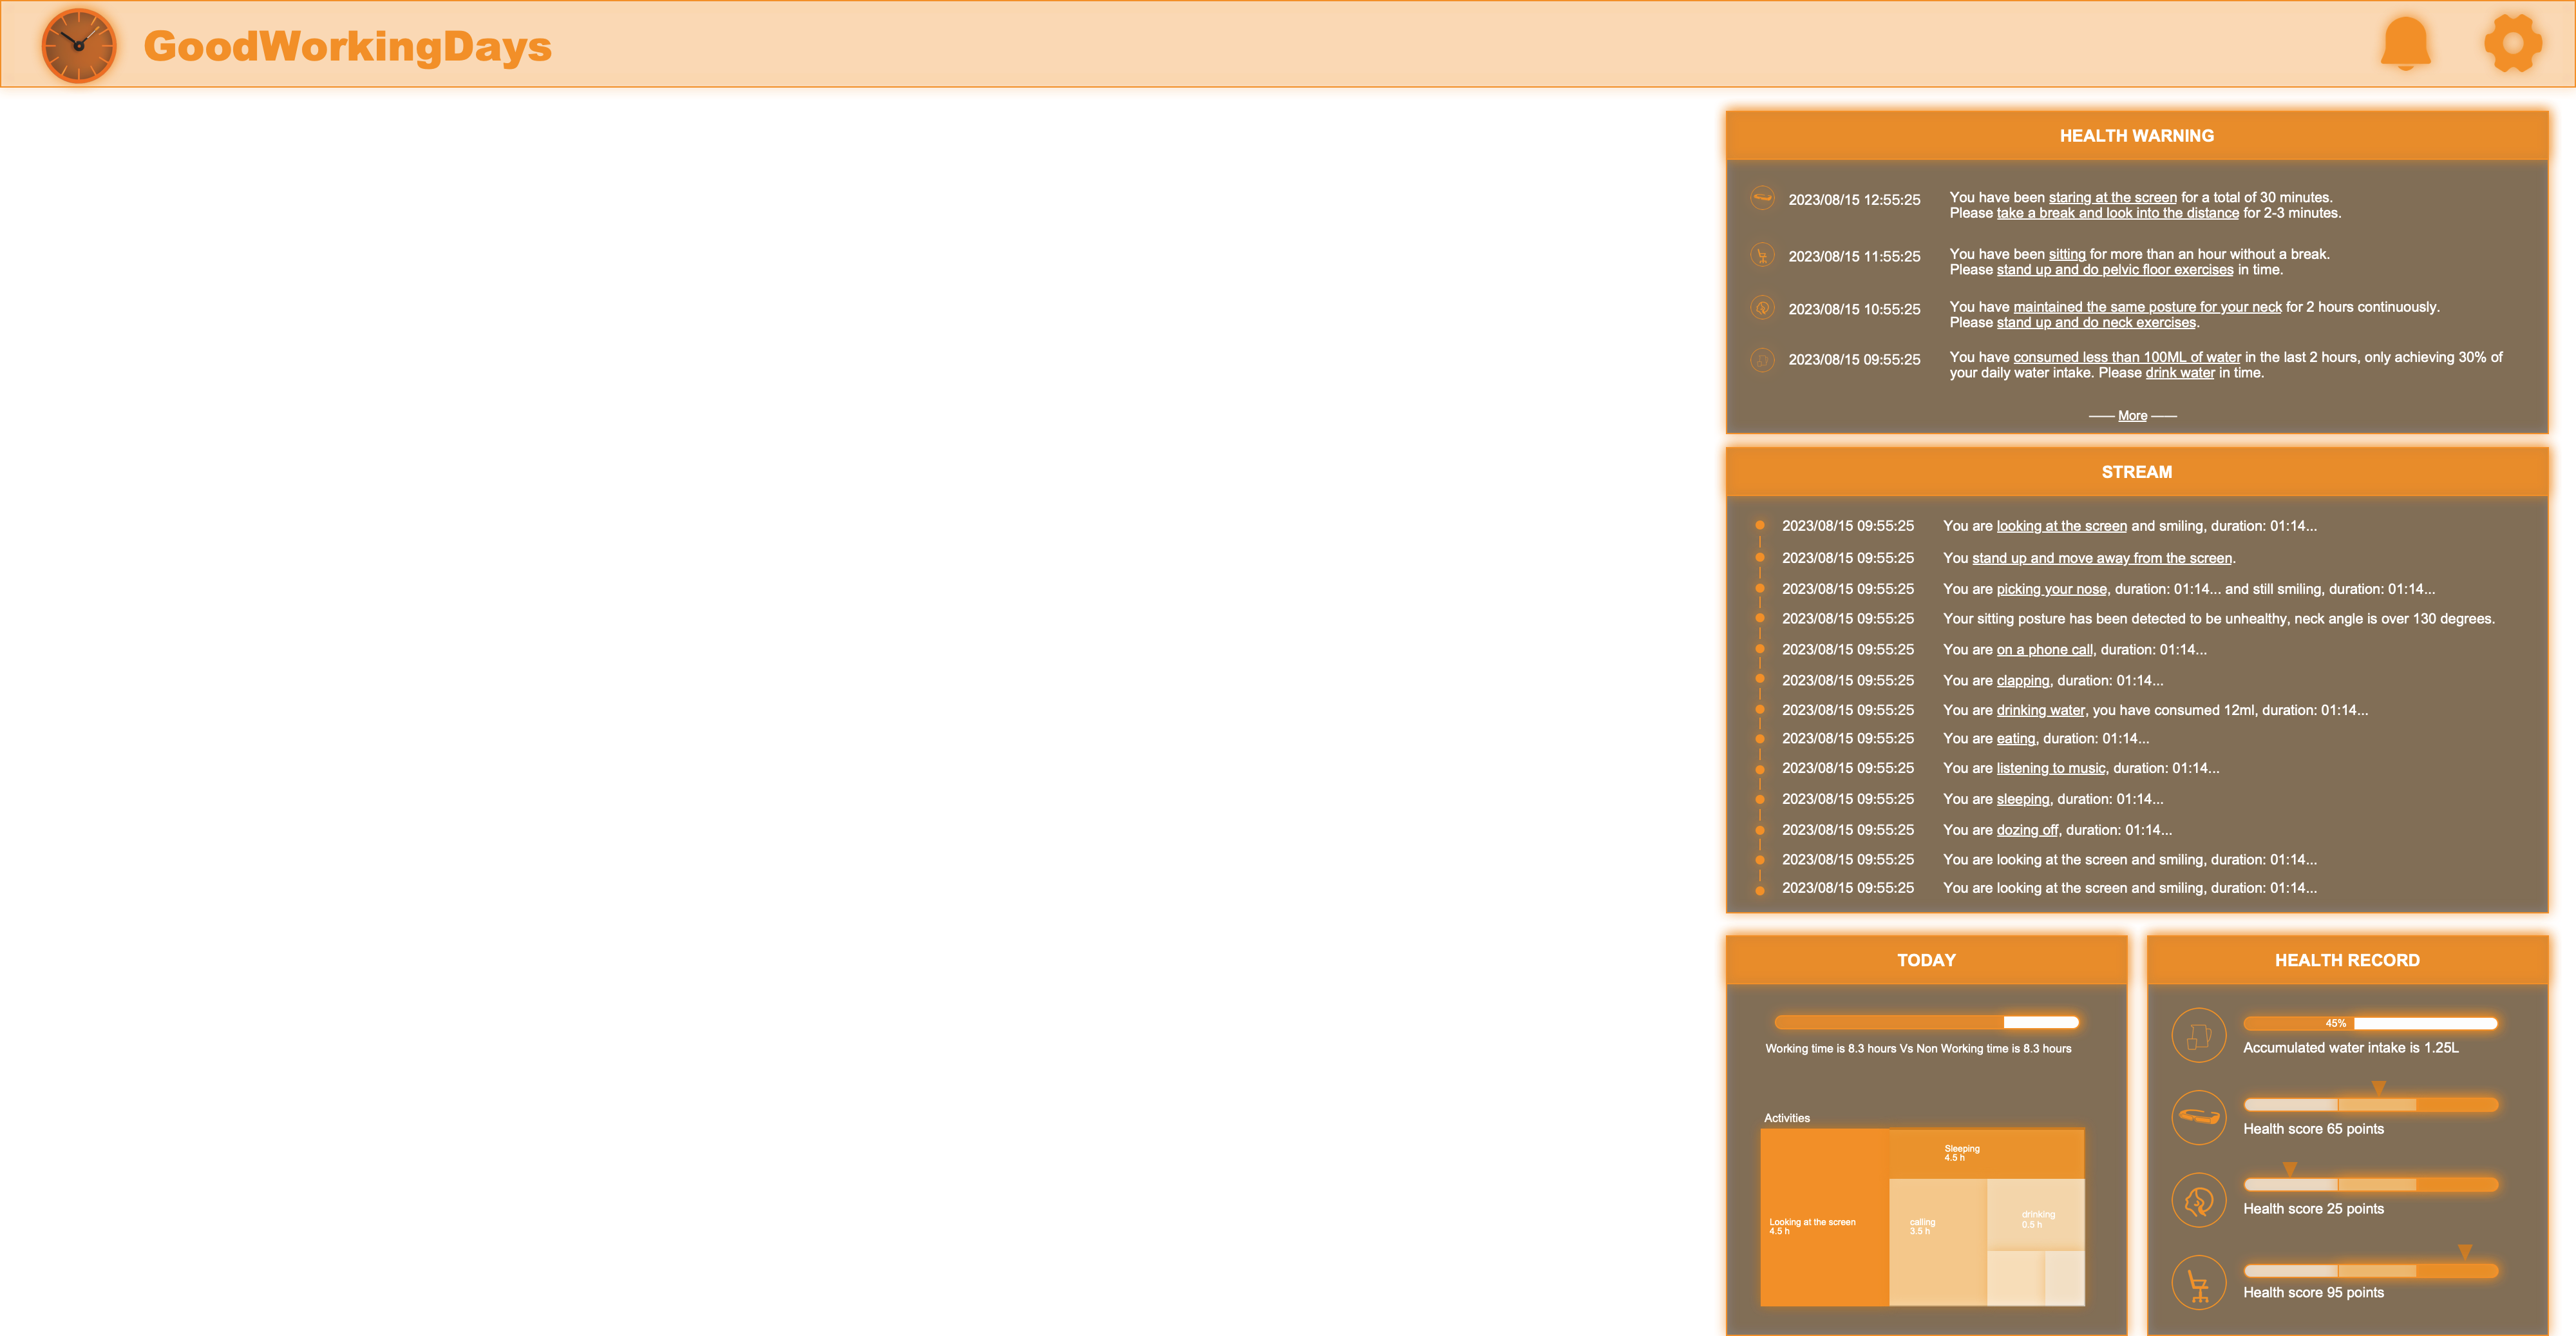 GoodWorkingDays
HEALTH WARNING
2023/08/15 12:55:25 You have been staring at the screen for a total of 30 minutes.
Please take a break and look into the distance for 2-3 minutes.
2023/08/15 11:55:25 You have been sitting for more than an hour without a break.
Please stand up and do pelvic floor exercises in time.
2023/08/15 10:55:25 You have maintained the same posture for your neck for 2 hours continuously.
Please stand up and do neck exercises.
2023/08/15 09:55:25 You have consumed less than 100ML of water in the last 2 hours, only achieving 30% of
your daily water intake. Please drink water in time.
—— More ——
STREAM
2023/08/15 09:55:25 You are looking at the screen and smiling, duration: 01:14...
2023/08/15 09:55:25 You stand up and move away from the screen.
2023/08/15 09:55:25 You are picking your nose, duration: 01:14... and still smiling, duration: 01:14...
2023/08/15 09:55:25 Your sitting posture has been detected to be unhealthy, neck angle is over 130 degrees.
2023/08/15 09:55:25 You are on a phone call, duration: 01:14...
2023/08/15 09:55:25 You are clapping, duration: 01:14...
2023/08/15 09:55:25 You are drinking water, you have consumed 12ml, duration: 01:14...
2023/08/15 09:55:25 You are eating, duration: 01:14...
2023/08/15 09:55:25 You are listening to music, duration: 01:14...
2023/08/15 09:55:25 You are sleeping, duration: 01:14...
2023/08/15 09:55:25 You are dozing off, duration: 01:14...
2023/08/15 09:55:25 You are looking at the screen and smiling, duration: 01:14...
2023/08/15 09:55:25 You are looking at the screen and smiling, duration: 01:14...
TODAY
Working time is 8.3 hours Vs Non Working time is 8.3 hours
Activities
Looking at the screen
4.5 h
Sleeping
4.5 h
calling
3.5 h
drinking
0.5 h
HEALTH RECORD
45%
Accumulated water intake is 1.25L
Health score 65 points
Health score 25 points
Health score 95 points